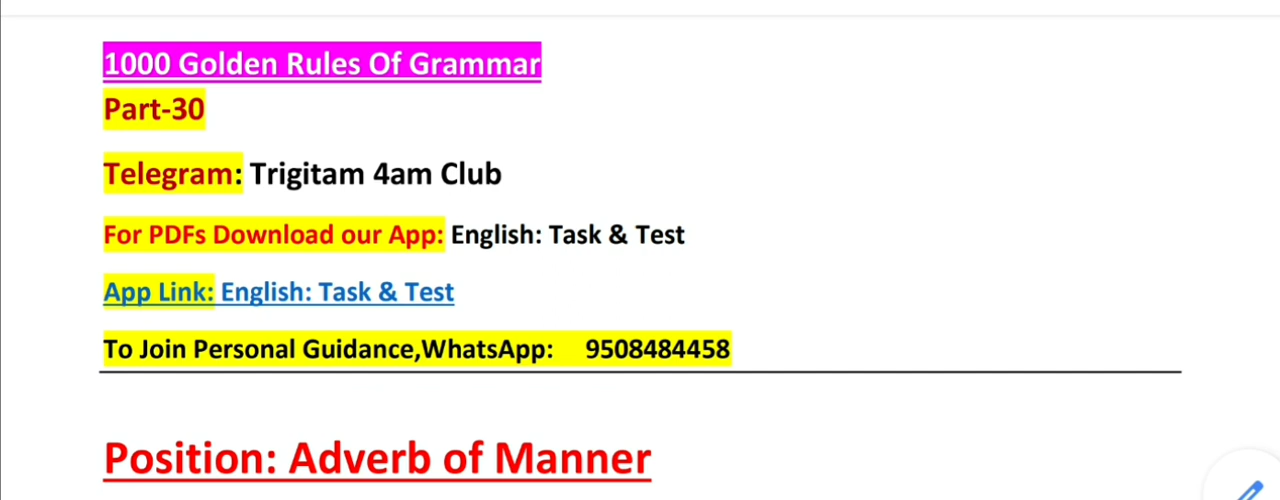 1000 Golden Rules Of Grammar
Part-30
Telegram: Trigitam 4am Club
For PDFs Download our App: English: Task & Test
App Link: English: Task & Test
To Join Personal Guidance,WhatsApp: 9508484458
Position: Adverb of Manner